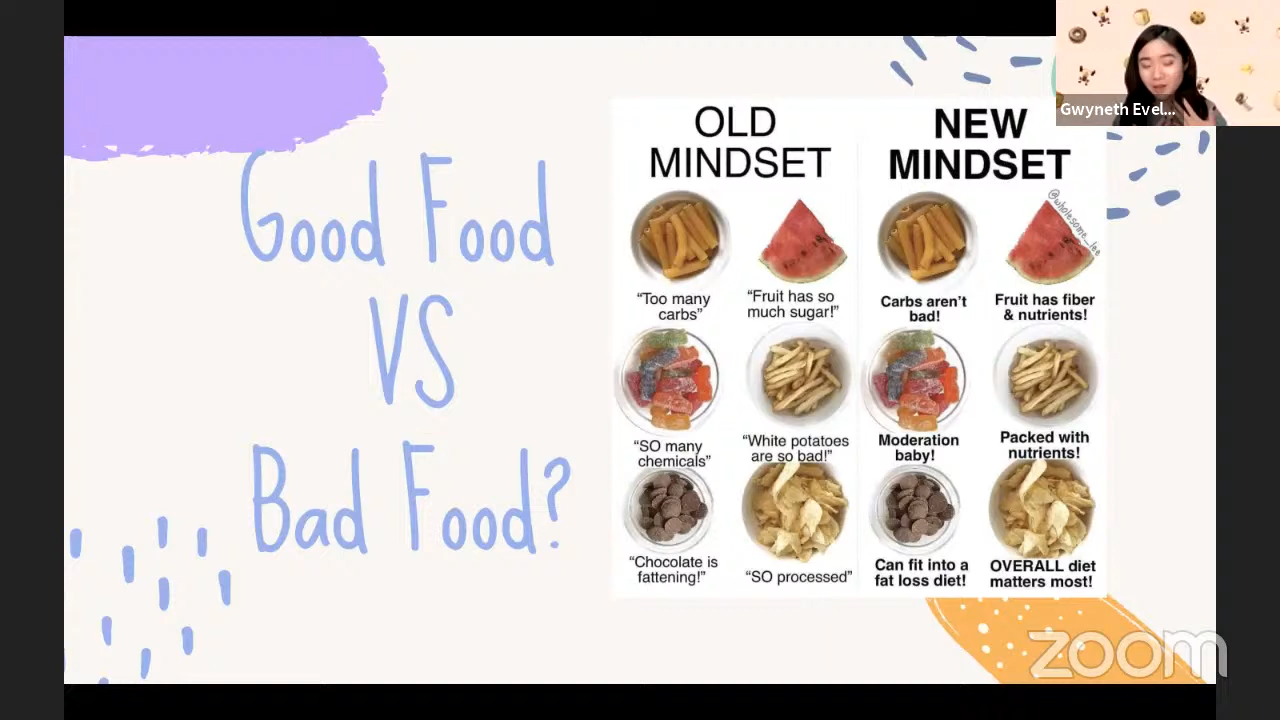 Good Food
VS
Bad Food?
OLD
MINDSET
"Too many
carbs"
"Fruit has so
much sugar!"
"SO many
chemicals"
"White potatoes
are so bad!"
"Chocolate is
fattening!"
"SO processed"
NEW
MINDSET
@wholesome_lee
Carbs aren't
bad!
Fruit has fiber
& nutrients!
Moderation
baby!
Packed with
nutrients!
Can fit into a
fat loss diet!
OVERALL diet
matters most!
Gwyneth Evel...
zoom